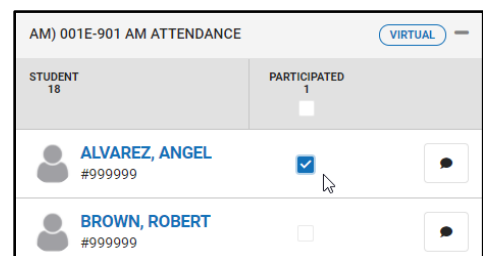 AM) 001E-901 AM ATTENDANCE VIRTUAL
STUDENT PARTICIPATED
18 1
ALVAREZ, ANGEL
#999999
BROWN, ROBERT
#999999